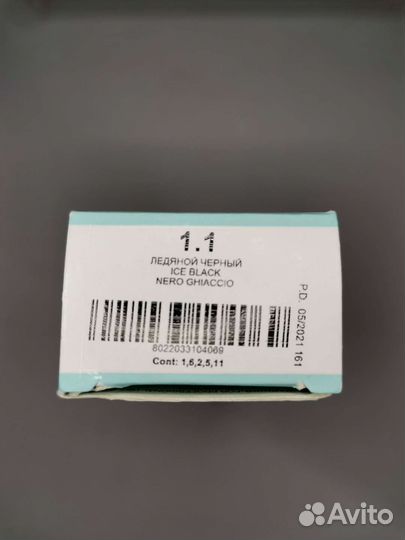 1.1
ЛЕДЯНОЙ ЧЕРНЫЙ
ICE BLACK
NERO GHIACCIO
8022033104069
Cont: 1,6,2,5,11
P.D. 05/2021 161
Avito